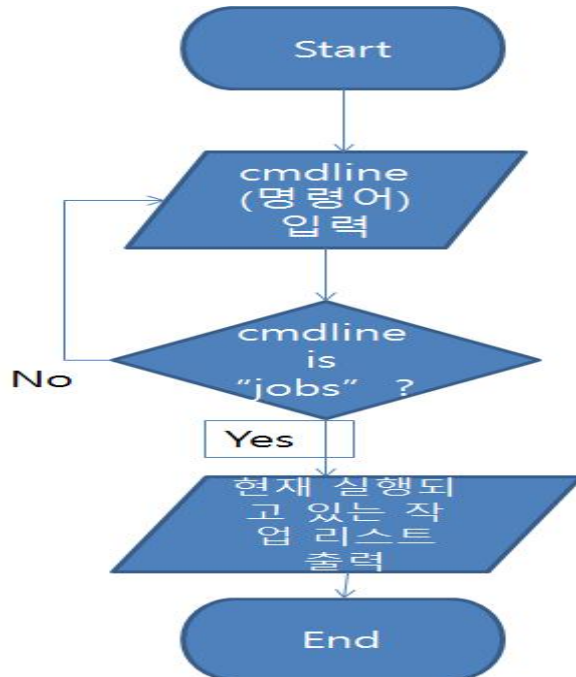 Start
cmdline
(명령어)
입력
cmdline
is
“jobs” ?
No
Yes
현재 실행되
고 있는 작
업 리스트
출력
End